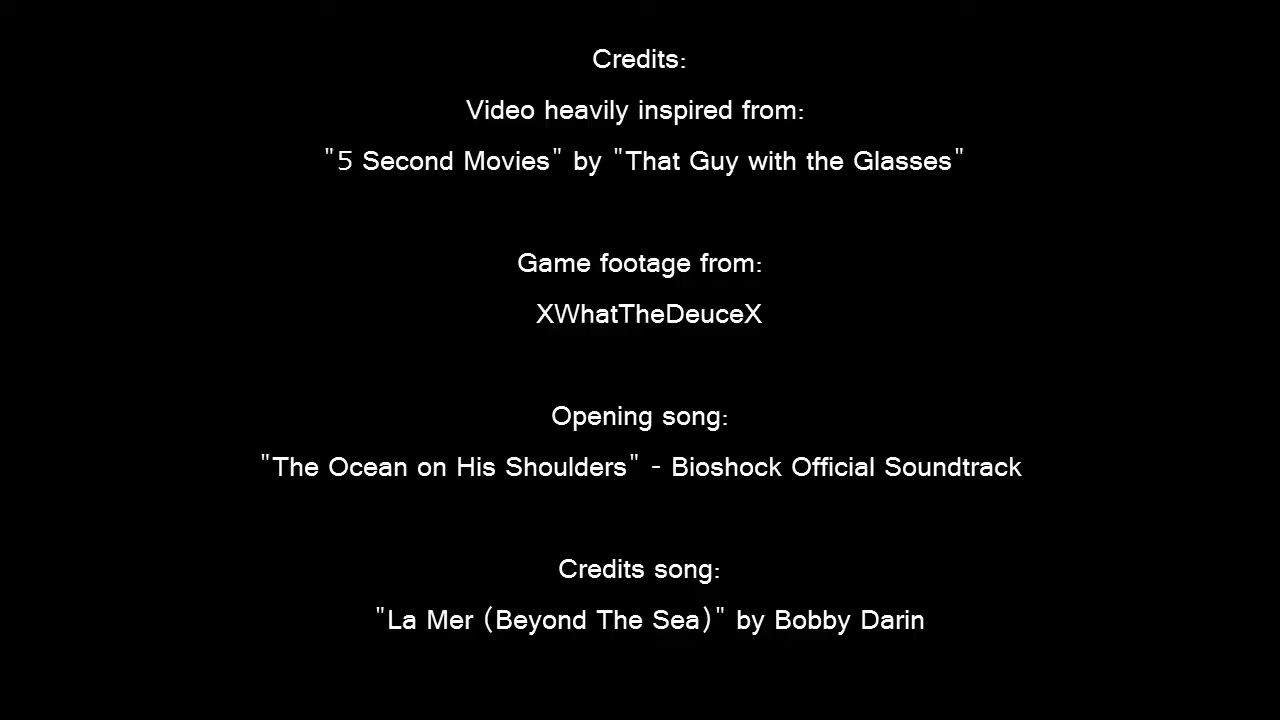 Credits:
Video heavily inspired from:
"5 Second Movies" by "That Guy with the Glasses"
Game footage from:
XWhatTheDeuceX
Opening song:
"The Ocean on His Shoulders" - Bioshock Official Soundtrack
Credits song:
"La Mer (Beyond The Sea)" by Bobby Darin